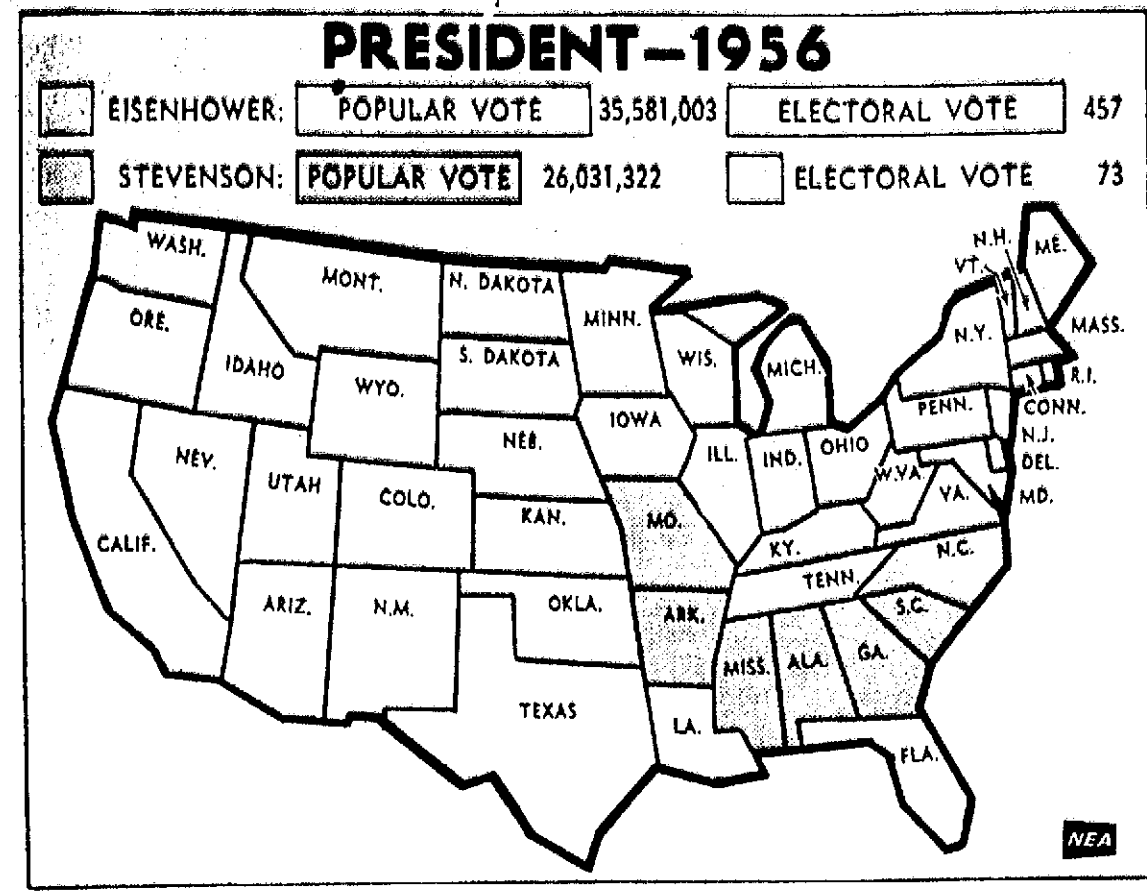 PRESIDENT—1956
EISENHOWER: POPULAR VOTE 35,581,003 ELECTORAL VOTE 457
STEVENSON: POPULAR VOTE 26,031,322 ELECTORAL VOTE 73
WASH.
MONT.
N. DAKOTA
MINN.
N.H.
VT.
ME.
ORE.
IDAHO
WYO.
S. DAKOTA
WIS.
MICH.
N.Y.
MASS.
R.I.
CONN.
NEV.
UTAH
COLO.
NEB.
IOWA
ILL.
IND.
OHIO
PENN.
N.J.
DEL.
MD.
W.VA.
VA.
CALIF.
KAN.
MO.
KY.
N.C.
TENN.
ARIZ.
N.M.
OKLA.
ARK.
S.C.
MISS.
ALA.
GA.
TEXAS
LA.
FLA.
NEA